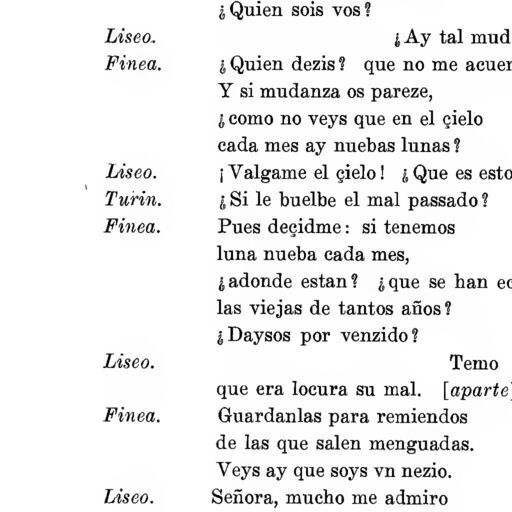 ¿Quien sois vos?
Liseo. ¿Ay tal mud
Finea. ¿Quien dezis? que no me acuer
Y si mudanza os pareze,
¿como no veys que en el çielo
cada mes ay nuebas lunas?
Liseo. ¡Valgame el çielo! ¿Que es esto
Turin. ¿Si le buelbe el mal passado?
Finea. Pues deçidme: si tenemos
luna nueba cada mes,
¿adonde estan? ¿que se han ec
las viejas de tantos años?
¿Daysos por venzido?
Liseo. Temo
que era locura su mal. [aparte]
Finea. Guardanlas para remiendos
de las que salen menguadas.
Veys ay que soys vn nezio.
Liseo. Señora, mucho me admiro